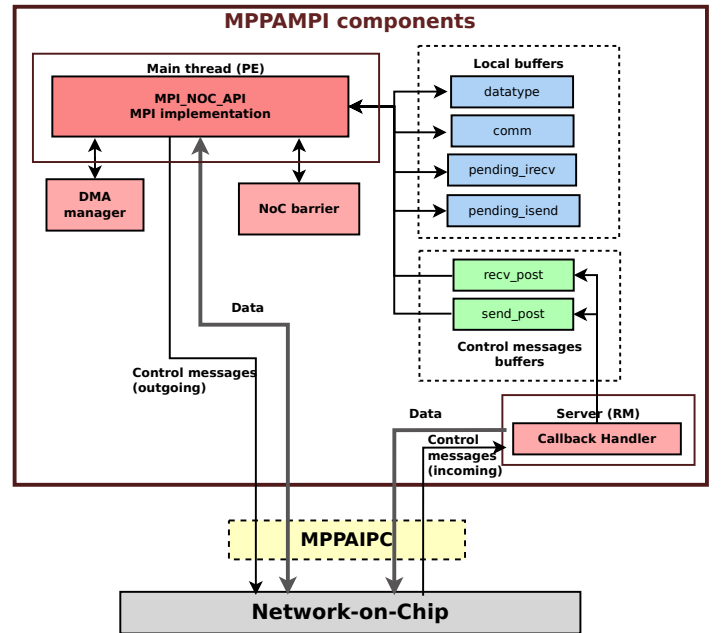 MPPAMPI components
Main thread (PE)
MPI_NOC_API
MPI implementation
DMA
manager
NoC barrier
Local buffers
datatype
comm
pending_irecv
pending_isend
recv_post
send_post
Control messages
buffers
Data
Control messages
(outgoing)
Server (RM)
Callback Handler
Data
Control
messages
(incoming)
MPPAIPC
Network-on-Chip